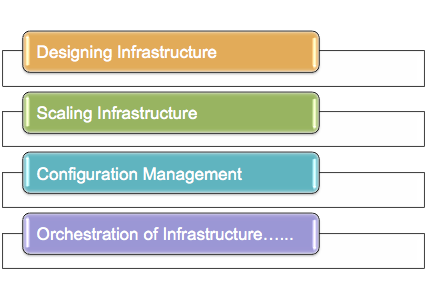 Designing Infrastructure
Scaling Infrastructure
Configuration Management
Orchestration of Infrastructure…...